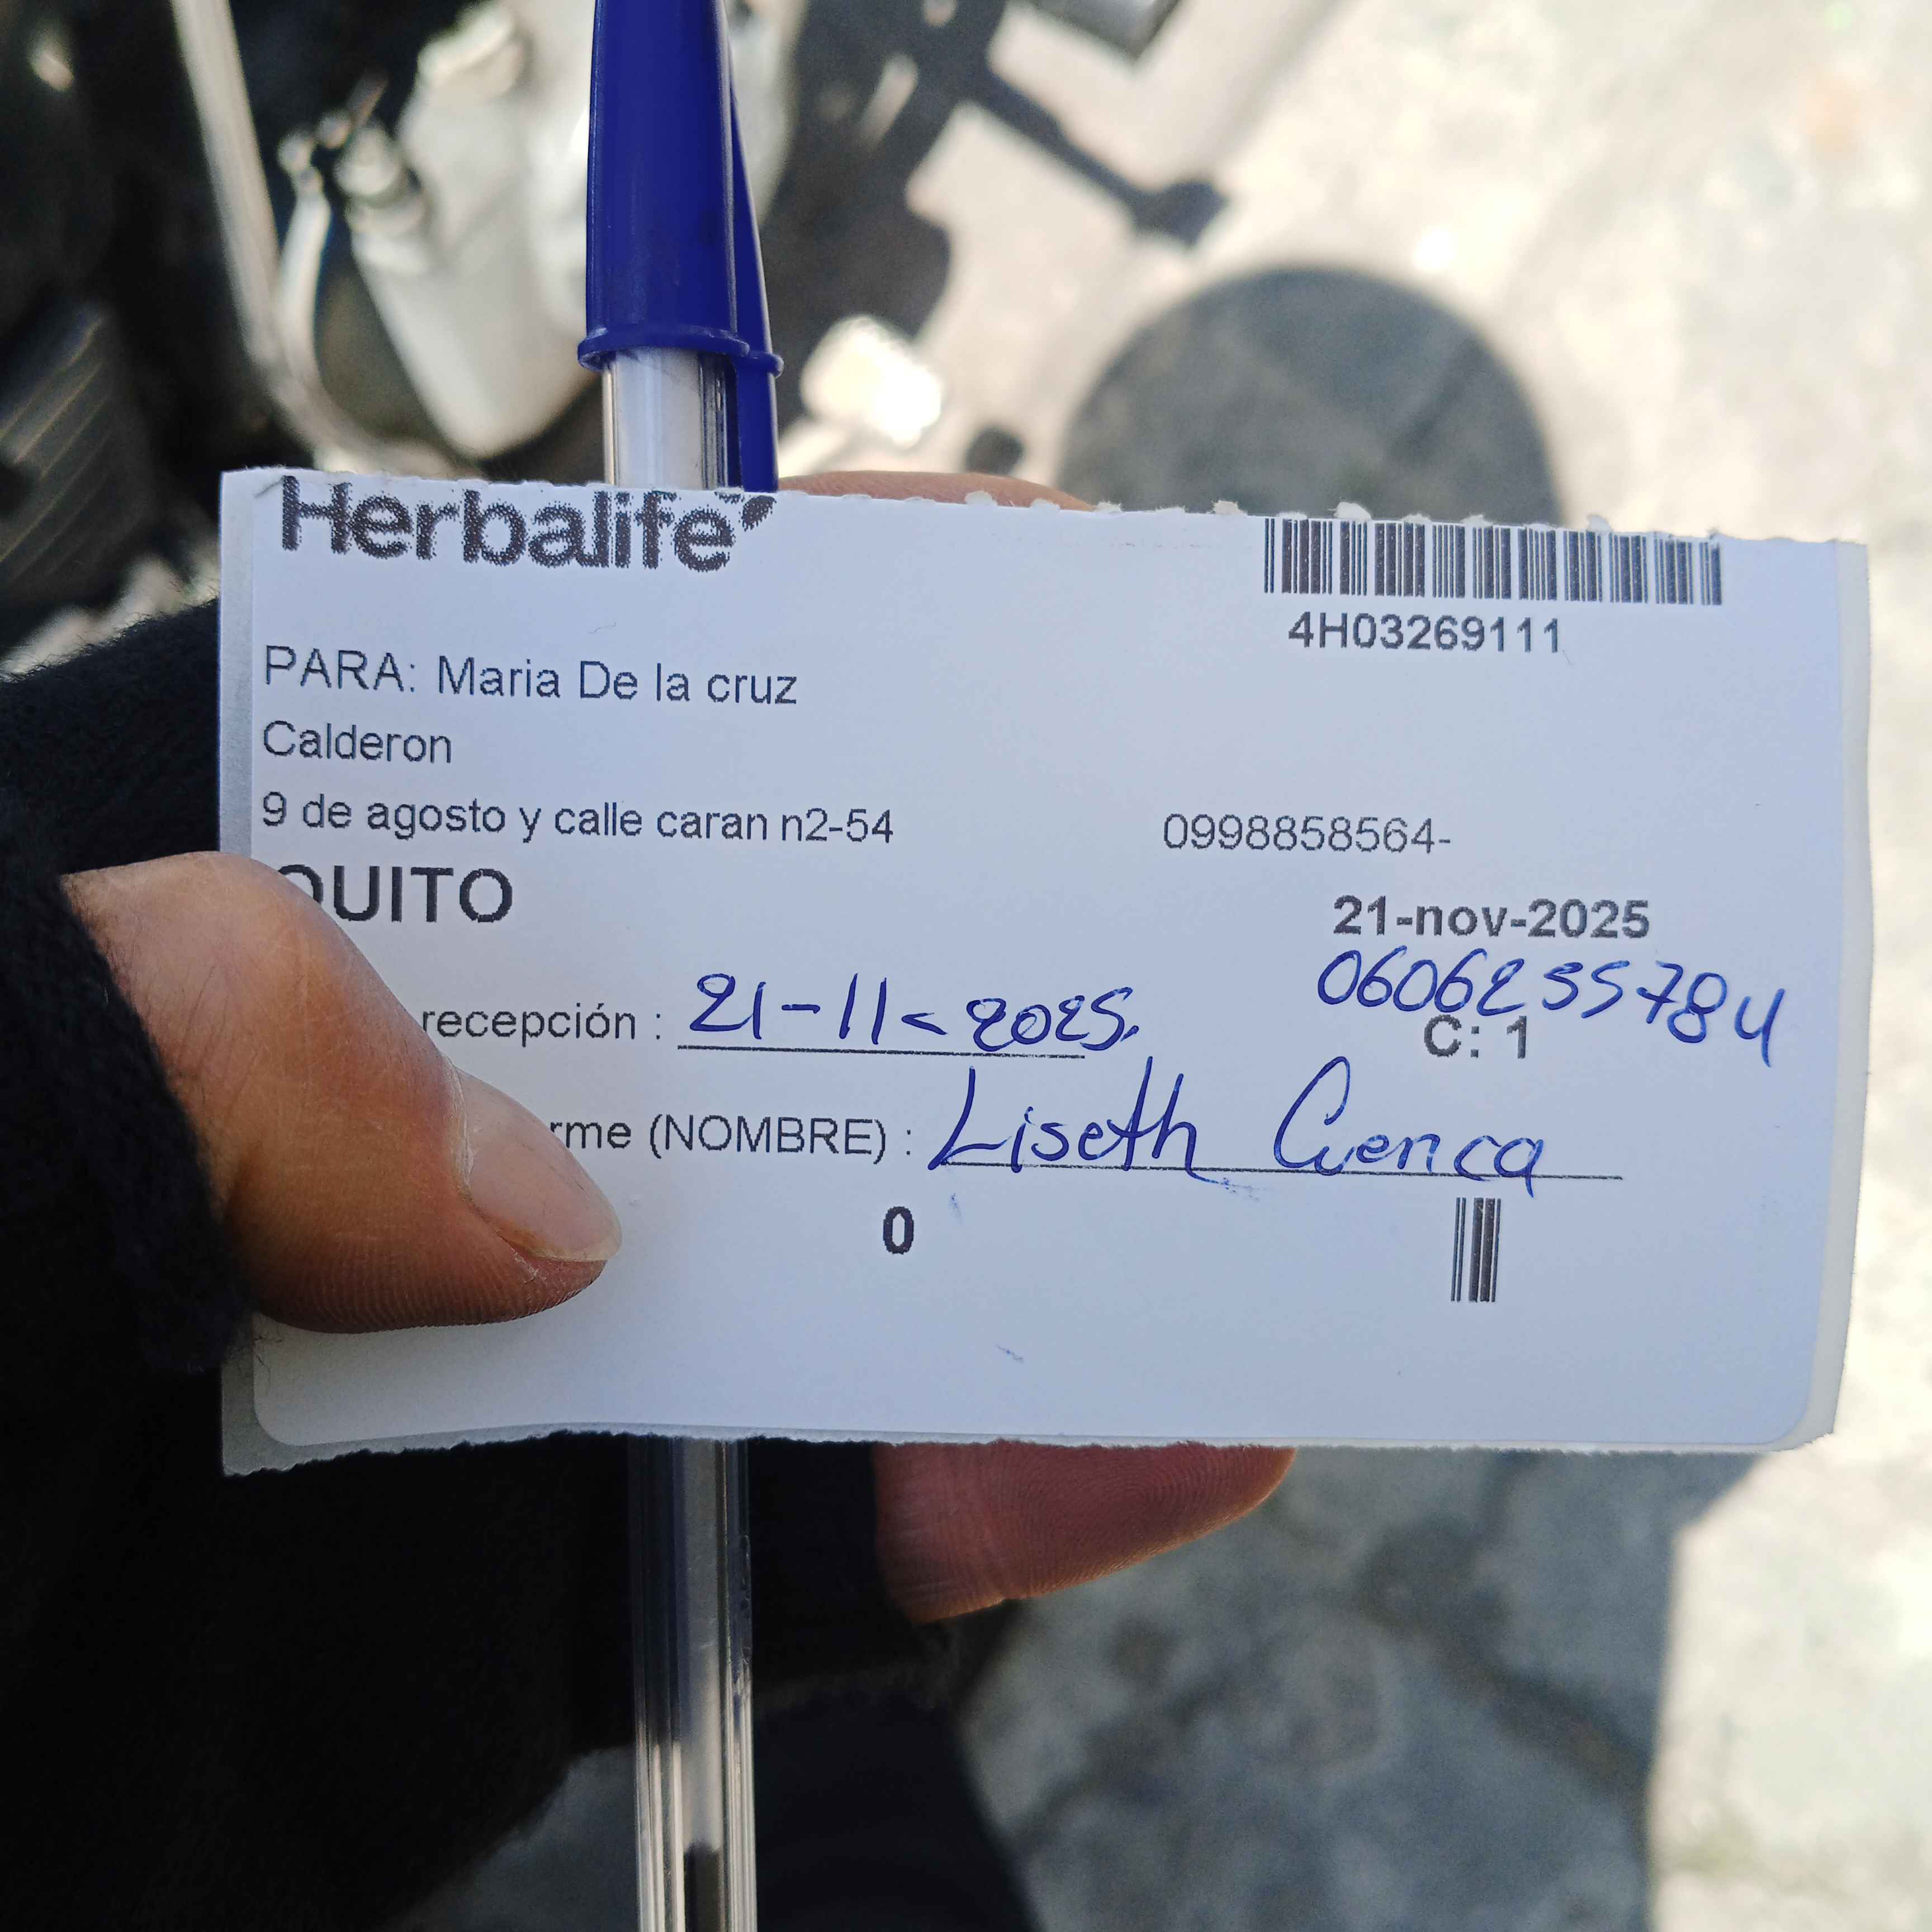 Herbalife
4H03269111
PARA: Maria De la cruz
Calderon
9 de agosto y calle caran n2-54
0998858564-
QUITO
21-nov-2025
0606255784
recepción : 21-11-2025.
C: 1
(NOMBRE) : Liseth Cuenca
0